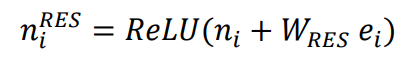 n_i^{RES} = ReLU(n_i + W_{RES} e_i)